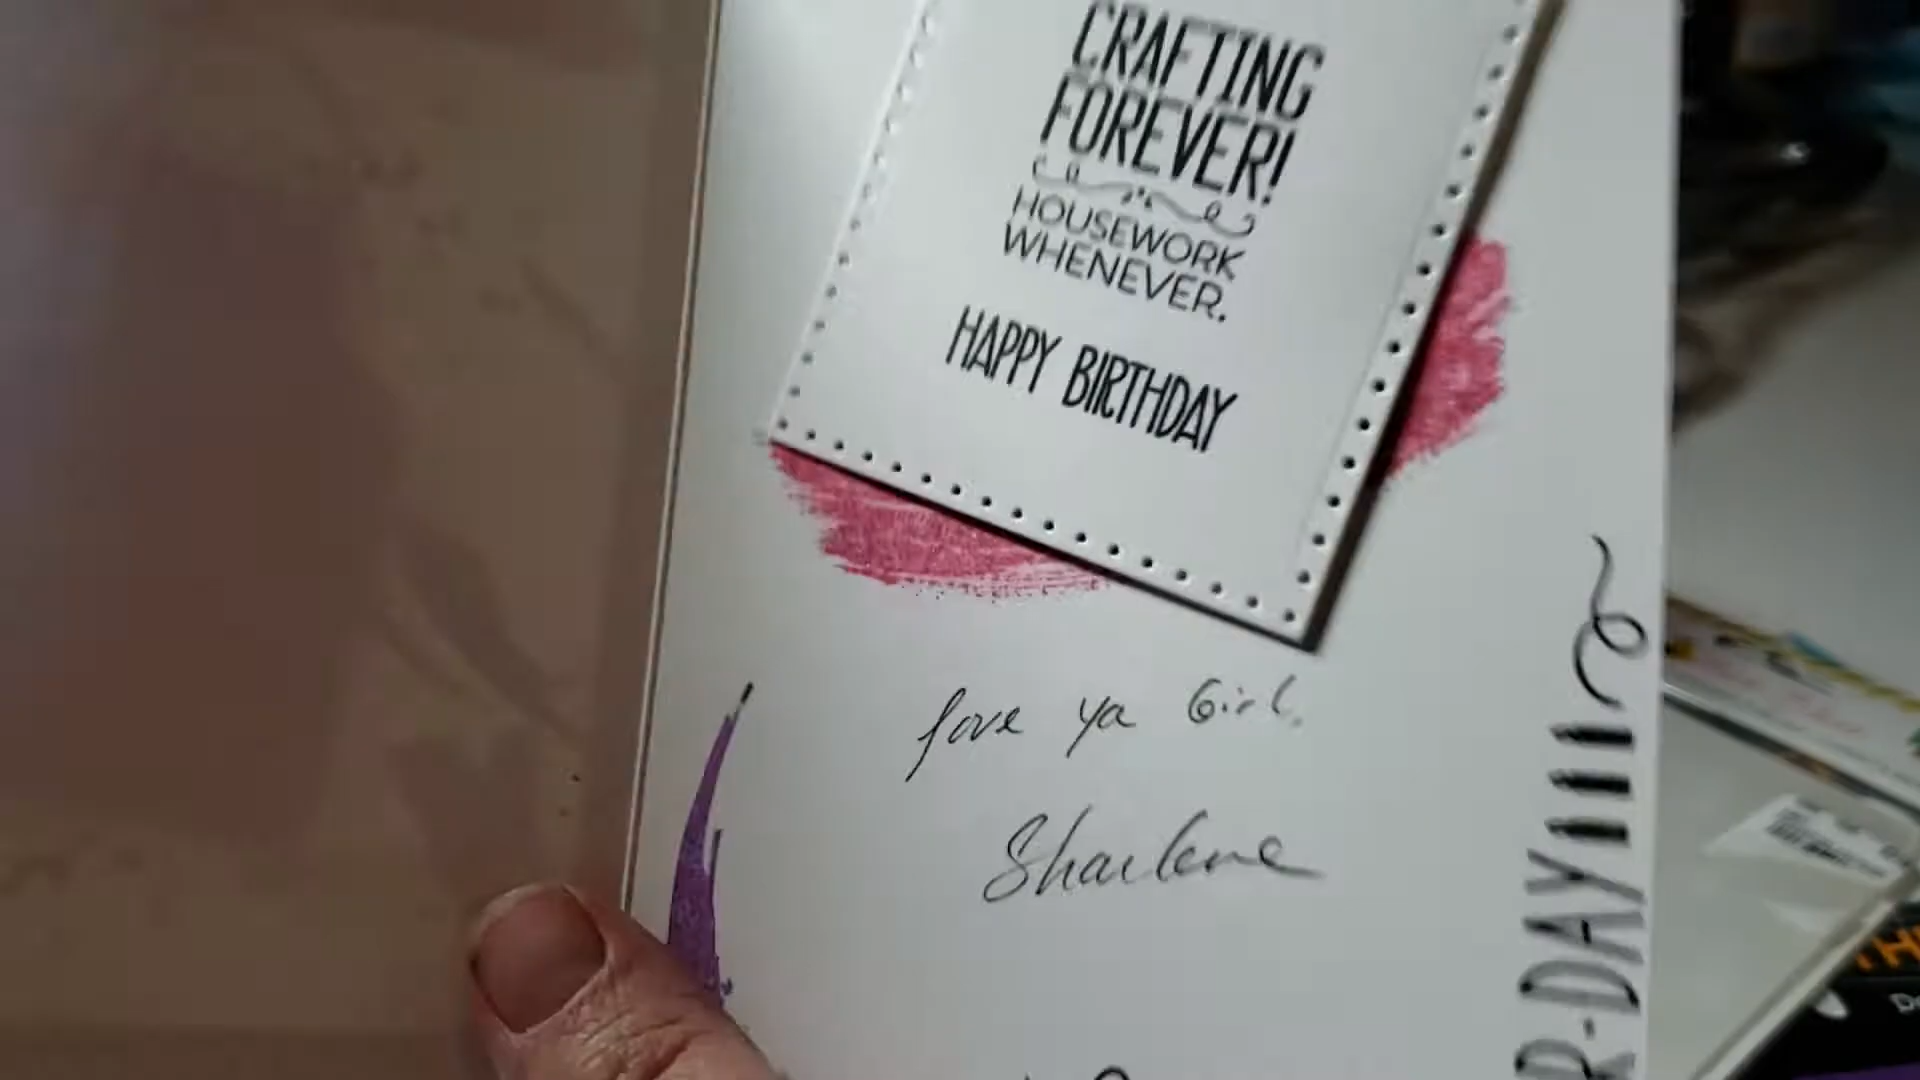 CRAFTING
FOREVER!
HOUSEWORK
WHENEVER.
HAPPY BIRTHDAY
love ya Girl.
Sharlene
R-DAY